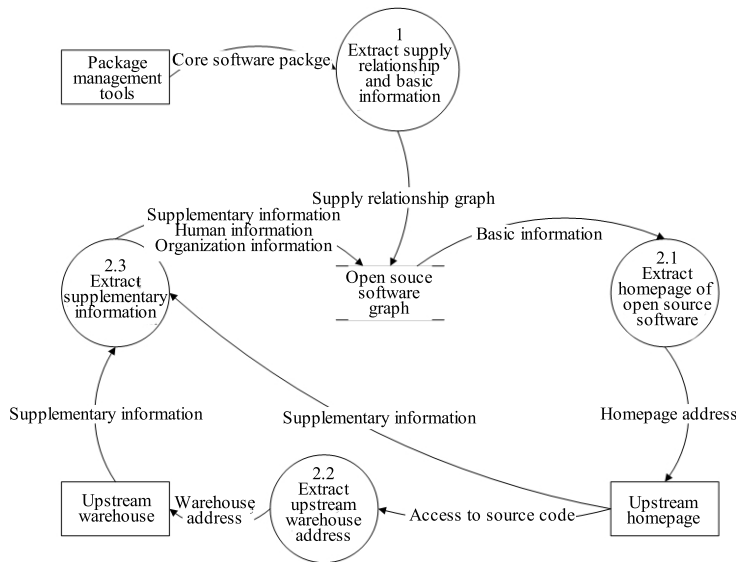 1
Extract supply
relationship
and basic
information
Package
management
tools
Core software packge
Supply relationship graph
Supplementary information
Human information
Organization information
Basic information
2.3
Extract
supplementary
information
Open souce
software
graph
2.1
Extract
homepage of
open source
software
Supplementary information
Supplementary information
Homepage address
2.2
Extract
upstream
warehouse
address
Upstream
warehouse
Warehouse
address
Access to source code
Upstream
homepage